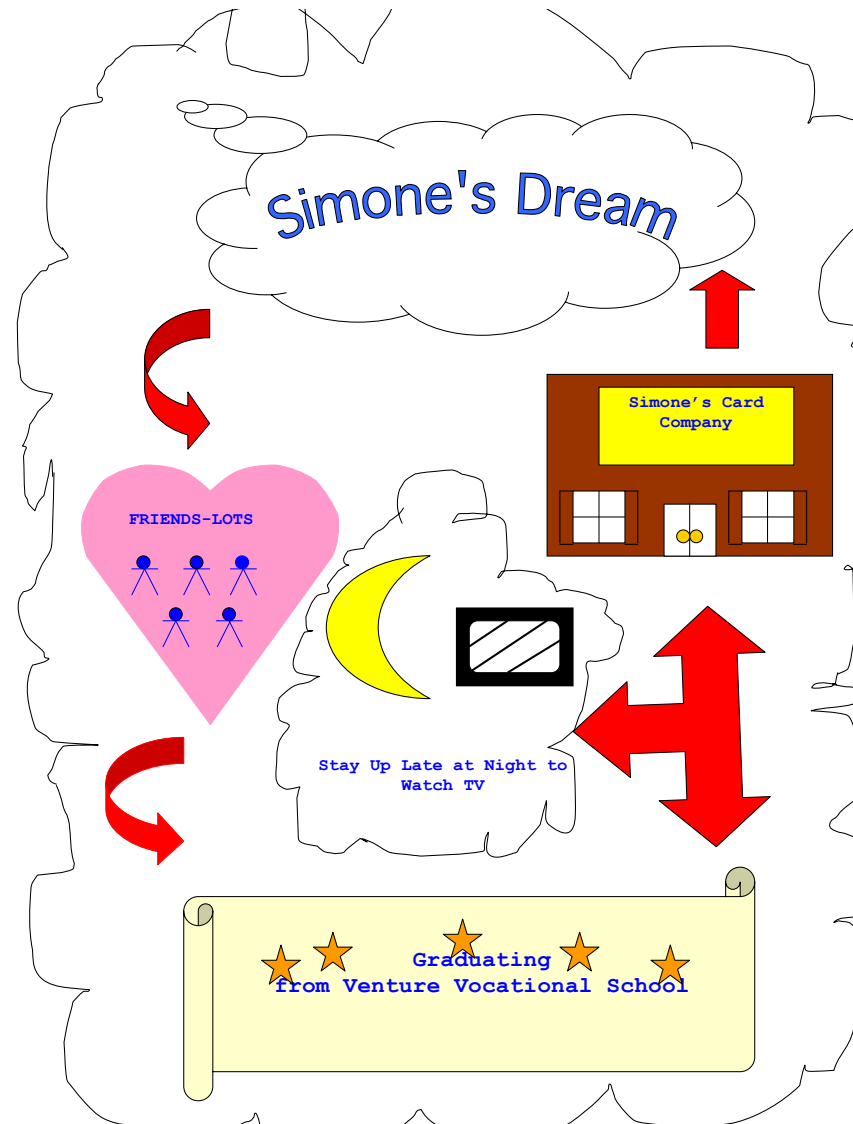 Simone's Dream
Simone’s Card
Company
FRIENDS-LOTS
Stay Up Late at Night to
Watch TV
Graduating
from Venture Vocational School